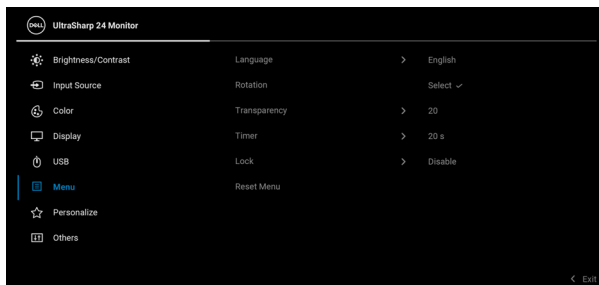 DELL UltraSharp 24 Monitor
Brightness/Contrast Language > English
Input Source Rotation Select ✓
Color Transparency > 20
Display Timer > 20 s
USB Lock > Disable
Menu Reset Menu
Personalize
Others
< Exit